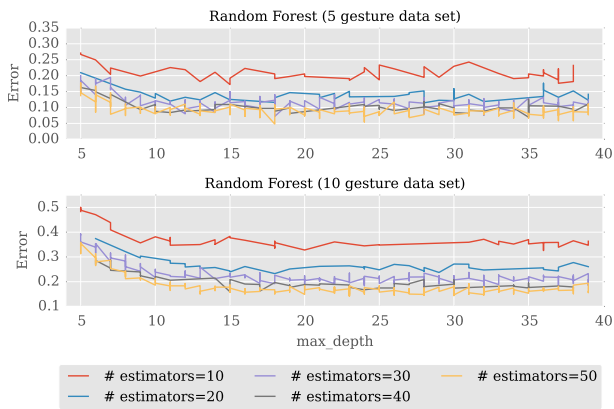 Random Forest (5 gesture data set)
0.35
0.30
0.25
0.20
0.15
0.10
0.05
0.00
Error
5 10 15 20 25 30 35 40
Random Forest (10 gesture data set)
0.5
0.4
0.3
0.2
0.1
Error
5 10 15 20 25 30 35 40
max_depth
# estimators=10 # estimators=30 # estimators=50
# estimators=20 # estimators=40